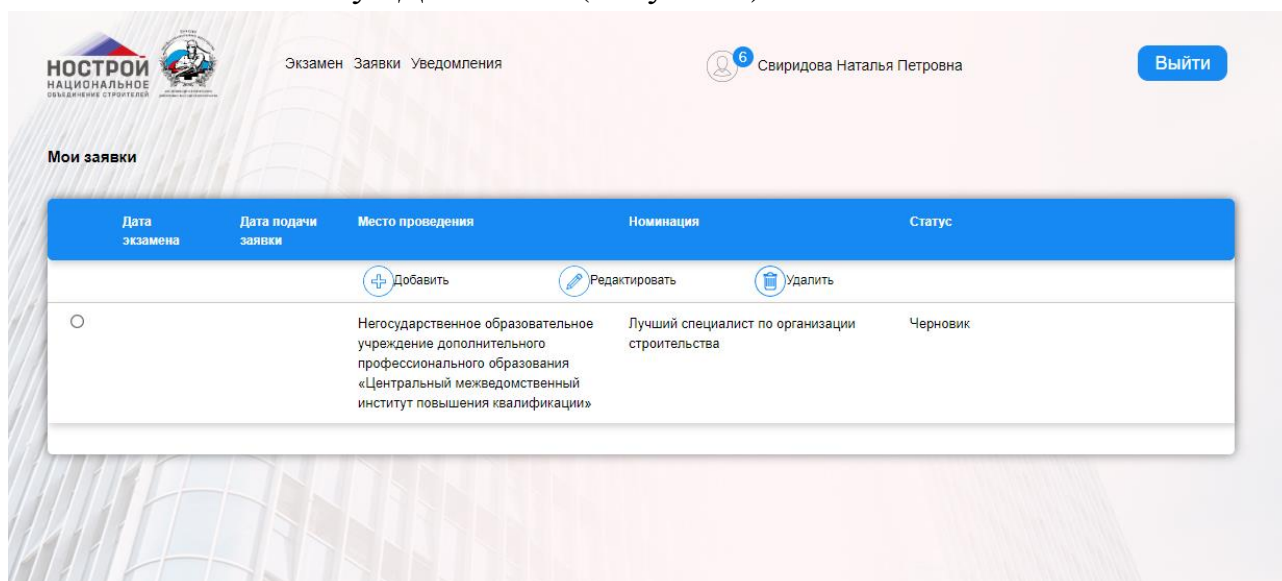 НОСТРОЙ
НАЦИОНАЛЬНОЕ
ОБЪЕДИНЕНИЕ СТРОИТЕЛЕЙ
Экзамен Заявки Уведомления
6
Свиридова Наталья Петровна
Выйти
Мои заявки
Дата экзамена Дата подачи заявки Место проведения Номинация Статус
Добавить Редактировать Удалить
Негосударственное образовательное
учреждение дополнительного
профессионального образования
«Центральный межведомственный
институт повышения квалификации»
Лучший специалист по организации
строительства
Черновик